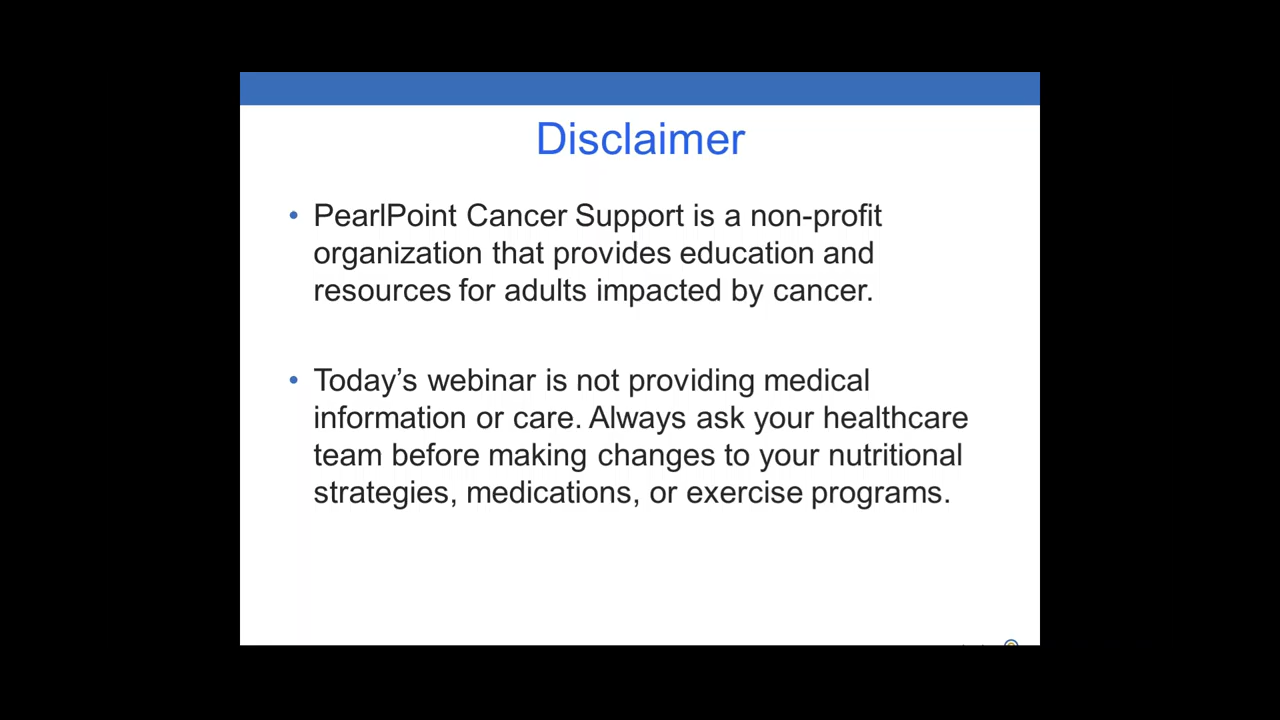 Disclaimer
• PearlPoint Cancer Support is a non-profit
organization that provides education and
resources for adults impacted by cancer.
• Today’s webinar is not providing medical
information or care. Always ask your healthcare
team before making changes to your nutritional
strategies, medications, or exercise programs.